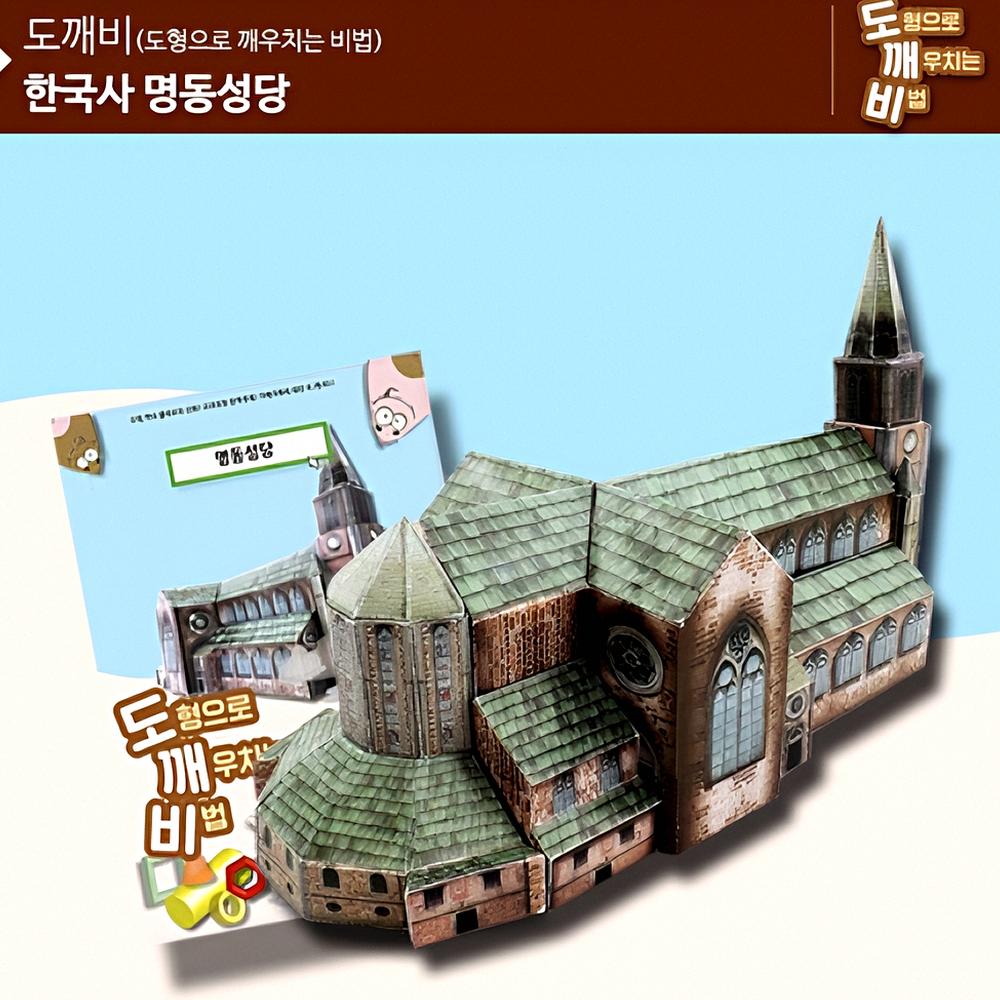 도깨비(도형으로 깨우치는 비법)
한국사 명동성당
도형으로
깨우치는
비법
명동성당
도형으로
깨우치
비법